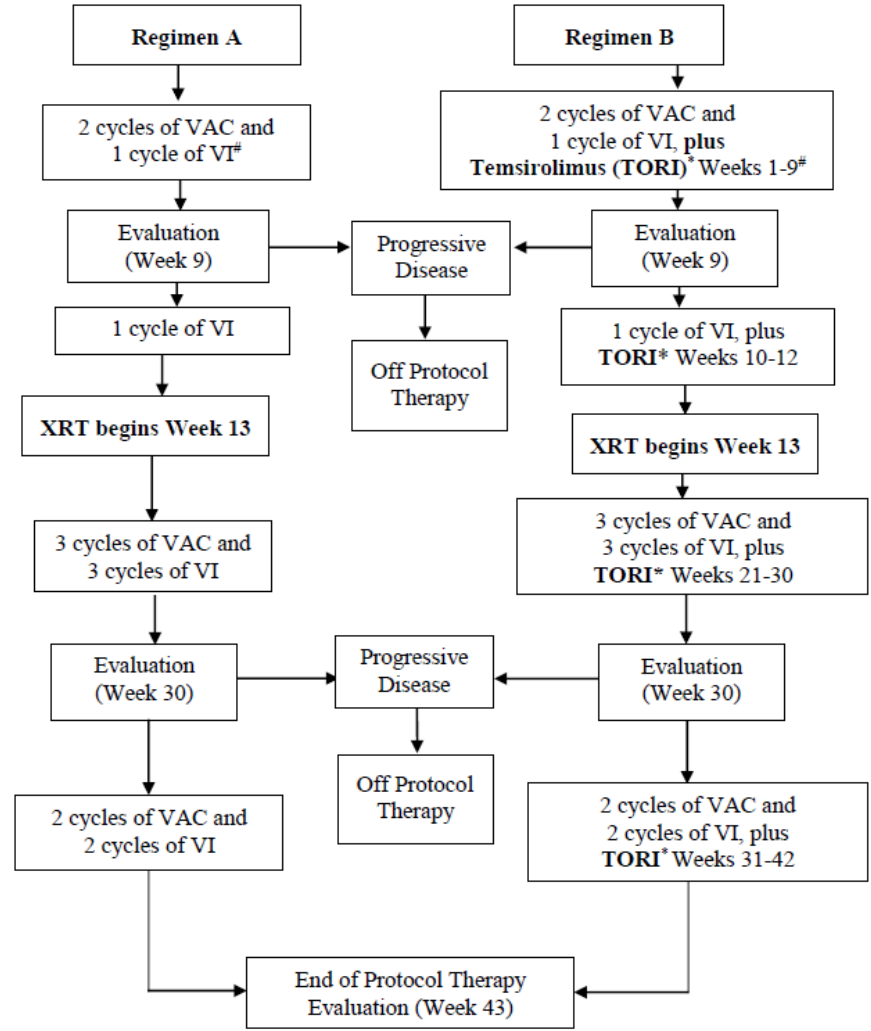 Regimen A
Regimen B
2 cycles of VAC and
1 cycle of VI#
2 cycles of VAC and
1 cycle of VI, plus
Temsirolimus (TORI)* Weeks 1-9#
Evaluation
(Week 9)
Progressive
Disease
Evaluation
(Week 9)
1 cycle of VI
Off Protocol
Therapy
1 cycle of VI, plus
TORI* Weeks 10-12
XRT begins Week 13
XRT begins Week 13
3 cycles of VAC and
3 cycles of VI
3 cycles of VAC and
3 cycles of VI, plus
TORI* Weeks 21-30
Evaluation
(Week 30)
Progressive
Disease
Evaluation
(Week 30)
Off Protocol
Therapy
2 cycles of VAC and
2 cycles of VI
2 cycles of VAC and
2 cycles of VI, plus
TORI* Weeks 31-42
End of Protocol Therapy
Evaluation (Week 43)